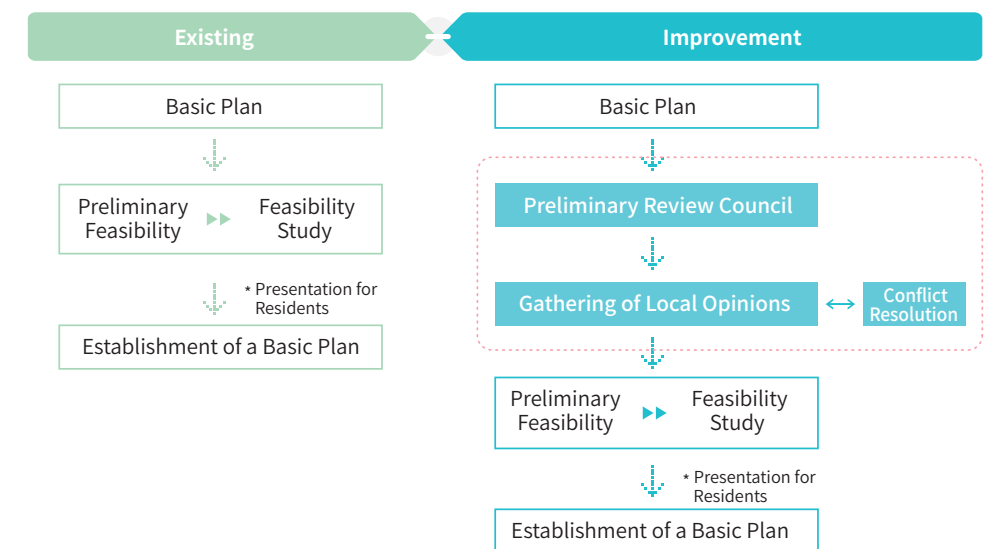 Existing
Basic Plan
Preliminary
Feasibility
Feasibility
Study
* Presentation for
Residents
Establishment of a Basic Plan
Improvement
Basic Plan
Preliminary Review Council
Gathering of Local Opinions
Conflict
Resolution
Preliminary
Feasibility
Feasibility
Study
* Presentation for
Residents
Establishment of a Basic Plan